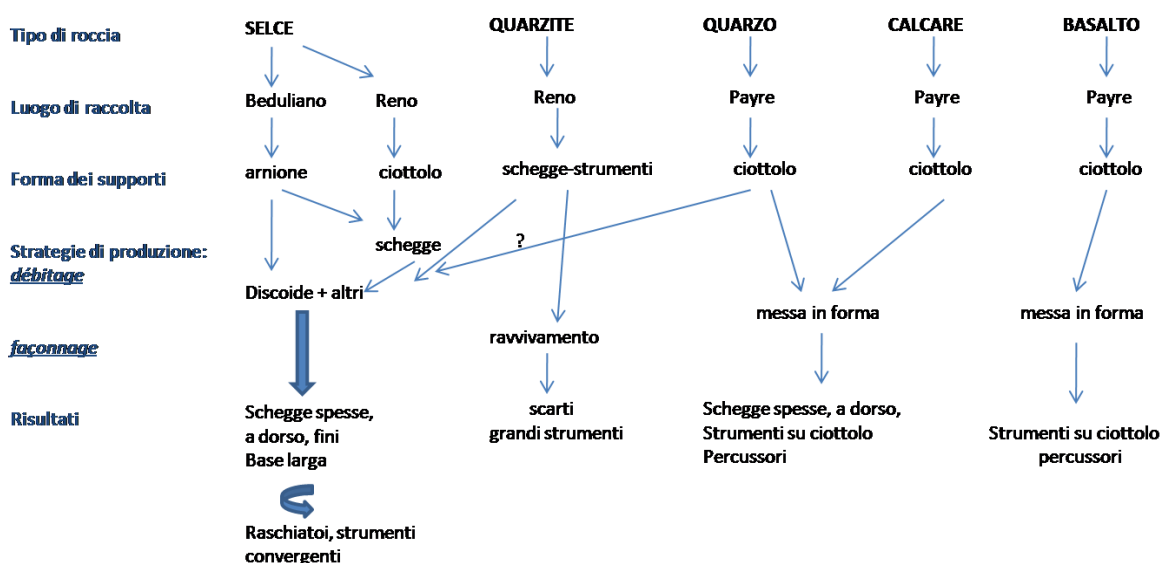 Tipo di roccia
SELCE
QUARZITE
QUARZO
CALCARE
BASALTO
Luogo di raccolta
Beduliano
Reno
Reno
Payre
Payre
Payre
Forma dei supporti
arnione
ciottolo
schegge-strumenti
ciottolo
ciottolo
ciottolo
Strategie di produzione:
débitage
schegge
?
Discoide + altri
messa in forma
messa in forma
façonnage
ravvivamento
Risultati
Schegge spesse,
a dorso, fini
Base larga
scarti
grandi strumenti
Schegge spesse, a dorso,
Strumenti su ciottolo
Percussori
Strumenti su ciottolo
percussori
Raschiatoi, strumenti
convergenti